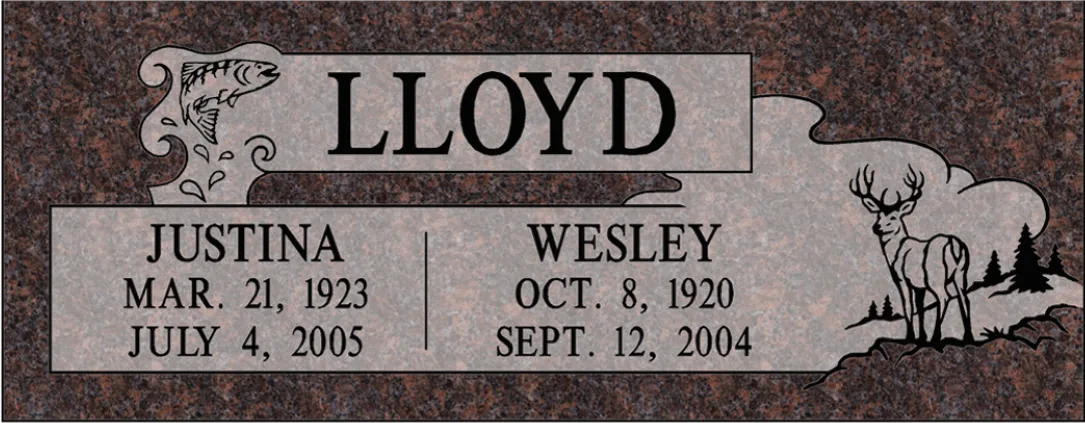 LLOYD
JUSTINA
MAR. 21, 1923
JULY 4, 2005
WESLEY
OCT. 8, 1920
SEPT. 12, 2004